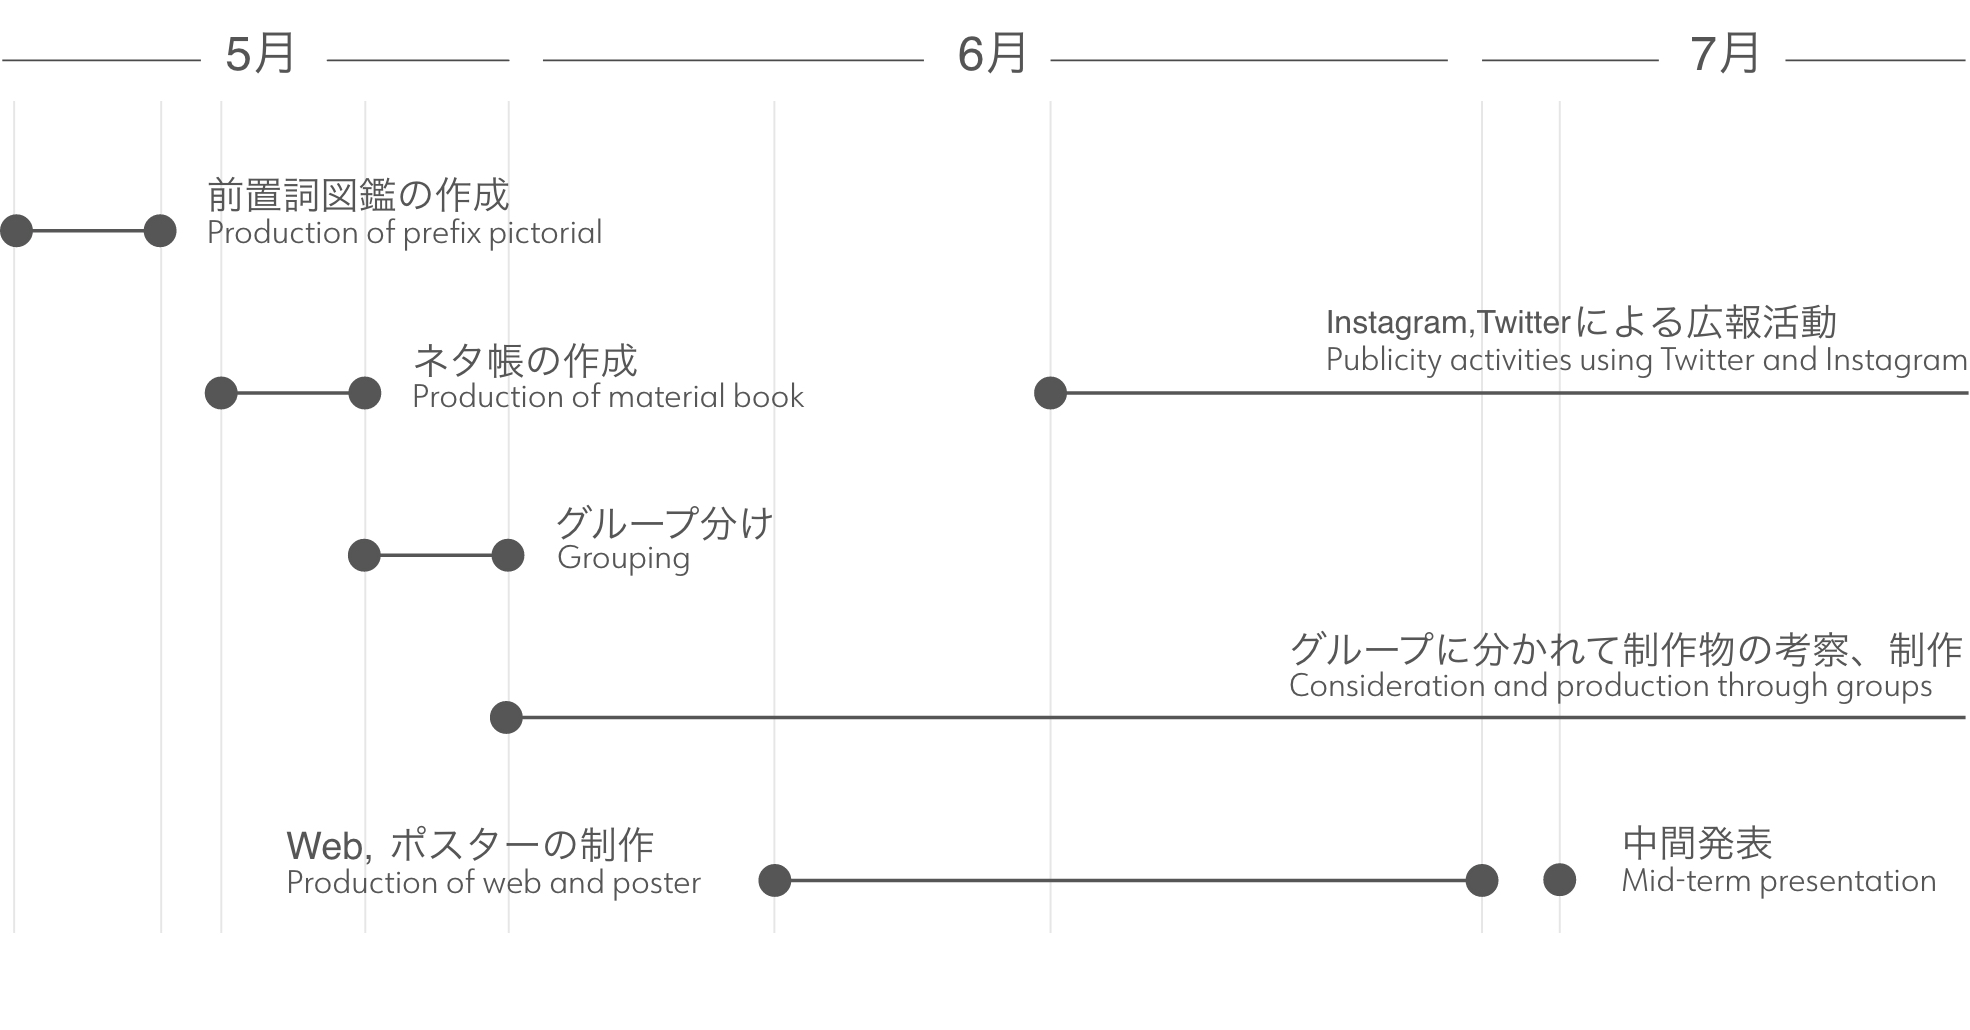 5月
6月
7月
前置詞図鑑の作成
Production of prefix pictorial
Instagram,Twitterによる広報活動
Publicity activities using Twitter and Instagram
ネタ帳の作成
Production of material book
グループ分け
Grouping
グループに分かれて制作物の考察、制作
Consideration and production through groups
Web, ポスターの制作
Production of web and poster
中間発表
Mid-term presentation